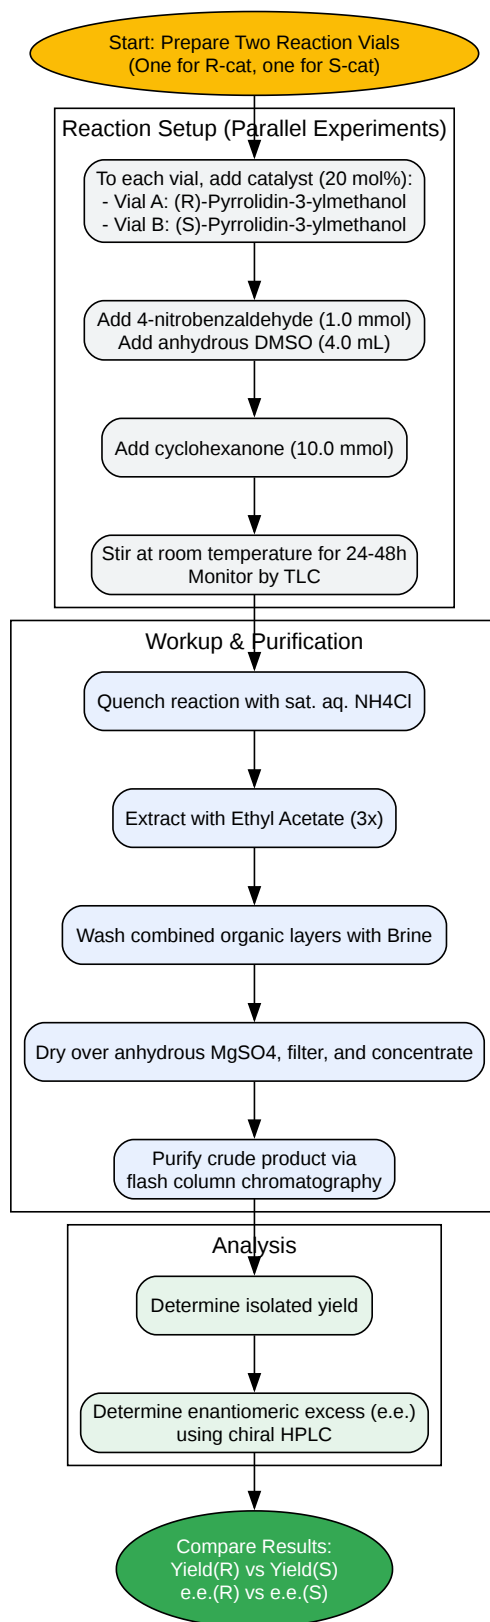 Start: Prepare Two Reaction Vials
(One for R-cat, one for S-cat)
Reaction Setup (Parallel Experiments)
To each vial, add catalyst (20 mol%):
- Vial A: (R)-Pyrrolidin-3-ylmethanol
- Vial B: (S)-Pyrrolidin-3-ylmethanol
Add 4-nitrobenzaldehyde (1.0 mmol)
Add anhydrous DMSO (4.0 mL)
Add cyclohexanone (10.0 mmol)
Stir at room temperature for 24-48h
Monitor by TLC
Workup & Purification
Quench reaction with sat. aq. NH4Cl
Extract with Ethyl Acetate (3x)
Wash combined organic layers with Brine
Dry over anhydrous MgSO4, filter, and concentrate
Purify crude product via
flash column chromatography
Analysis
Determine isolated yield
Determine enantiomeric excess (e.e.)
using chiral HPLC
Compare Results:
Yield(R) vs Yield(S)
e.e.(R) vs e.e.(S)